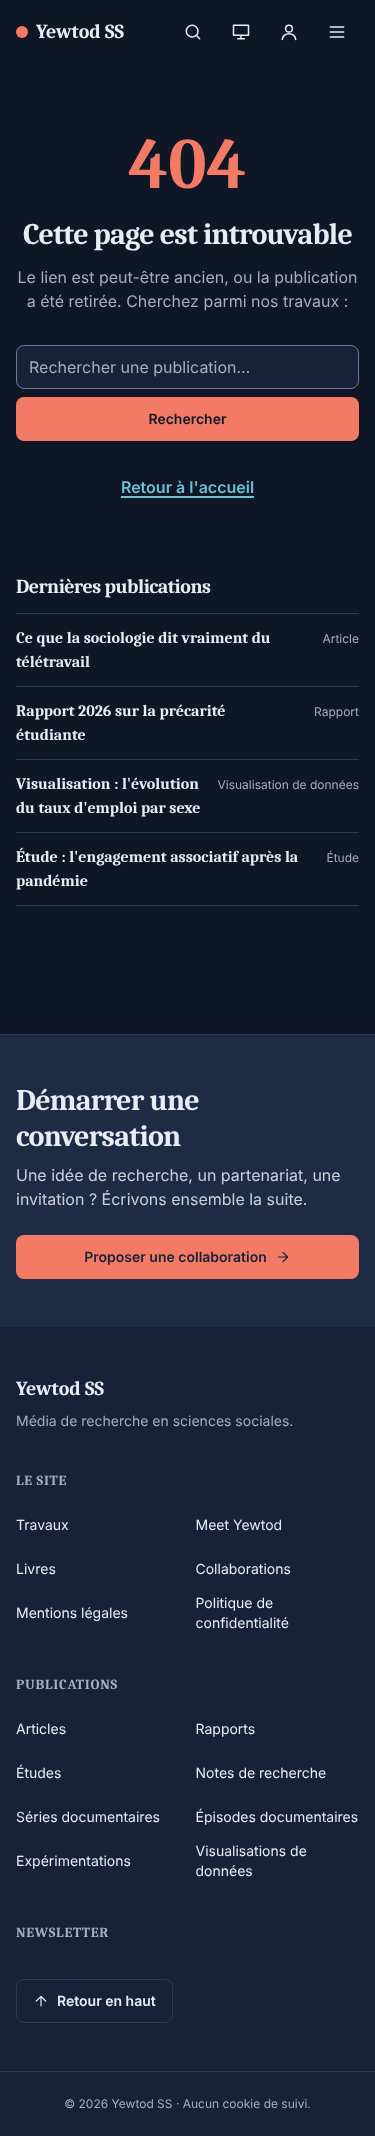 Yewtod SS
404
Cette page est introuvable
Le lien est peut-être ancien, ou la publication
a été retirée. Cherchez parmi nos travaux :
Rechercher une publication...
Rechercher
Retour à l'accueil
Dernières publications
Ce que la sociologie dit vraiment du
télétravail
Article
Rapport 2026 sur la précarité
étudiante
Rapport
Visualisation : l'évolution
du taux d'emploi par sexe
Visualisation de données
Étude : l'engagement associatif après la
pandémie
Étude
Démarrer une
conversation
Une idée de recherche, un partenariat, une
invitation ? Écrivons ensemble la suite.
Proposer une collaboration
Yewtod SS
Média de recherche en sciences sociales.
LE SITE
Travaux
Meet Yewtod
Livres
Collaborations
Mentions légales
Politique de
confidentialité
PUBLICATIONS
Articles
Rapports
Études
Notes de recherche
Séries documentaires
Épisodes documentaires
Expérimentations
Visualisations de
données
NEWSLETTER
Retour en haut
© 2026 Yewtod SS · Aucun cookie de suivi.